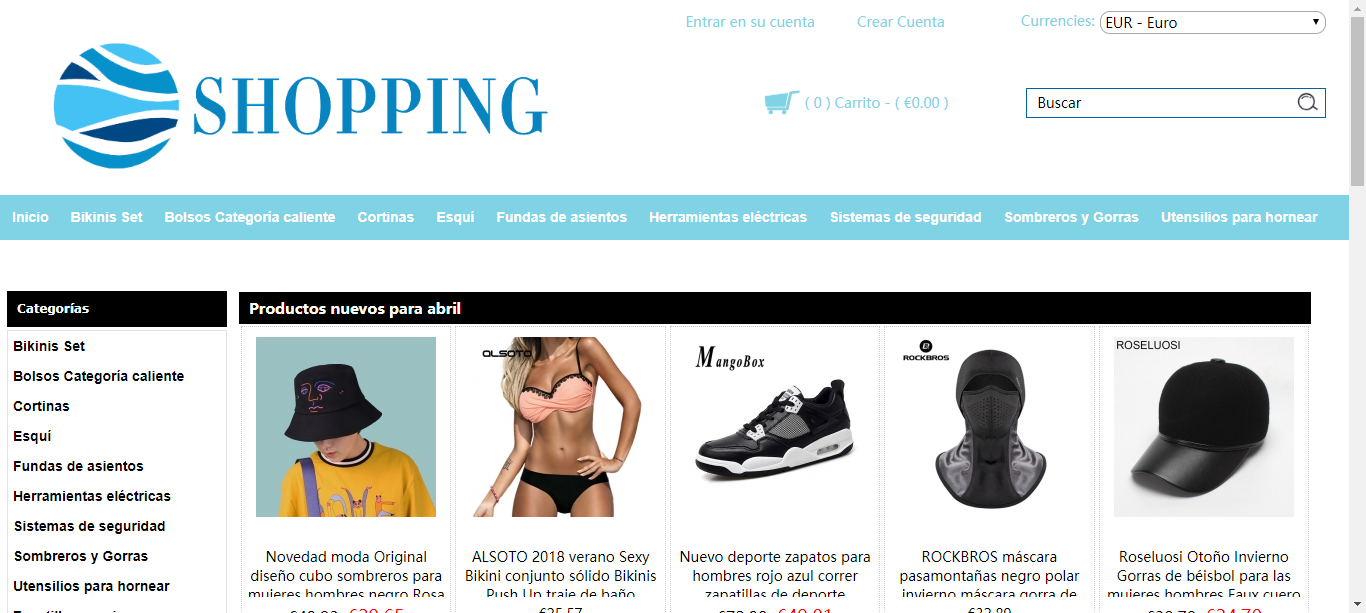 Entrar en su cuenta
Crear Cuenta
Currencies: EUR - Euro
SHOPPING
( 0 ) Carrito - ( €0.00 )
Buscar
Inicio Bikinis Set Bolsos Categoría caliente Cortinas Esquí Fundas de asientos Herramientas eléctricas Sistemas de seguridad Sombreros y Gorras Utensilios para hornear
Categorías
Bikinis Set
Bolsos Categoría caliente
Cortinas
Esquí
Fundas de asientos
Herramientas eléctricas
Sistemas de seguridad
Sombreros y Gorras
Utensilios para hornear
Productos nuevos para abril
Novedad moda Original
diseño cubo sombreros para
mujeres hombres negro Rosa
ALSOTO
ALSOTO 2018 verano Sexy
Bikini conjunto sólido Bikinis
Push Up traje de baño
MangoBox
Nuevo deporte zapatos para
hombres rojo azul correr
zapatillas de deporte
ROCKBROS
ROCKBROS máscara
pasamontañas negro polar
invierno máscara gorra de
ROSELUOSI
Roseluosi Otoño Invierno
Gorras de béisbol para las
mujeres hombres Faux cuero